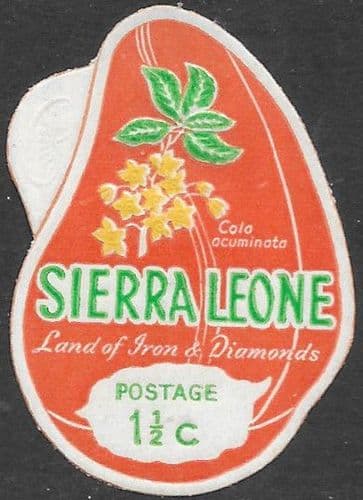 Cola
acuminata
SIERRA LEONE
Land of Iron & Diamonds
POSTAGE
1½ C